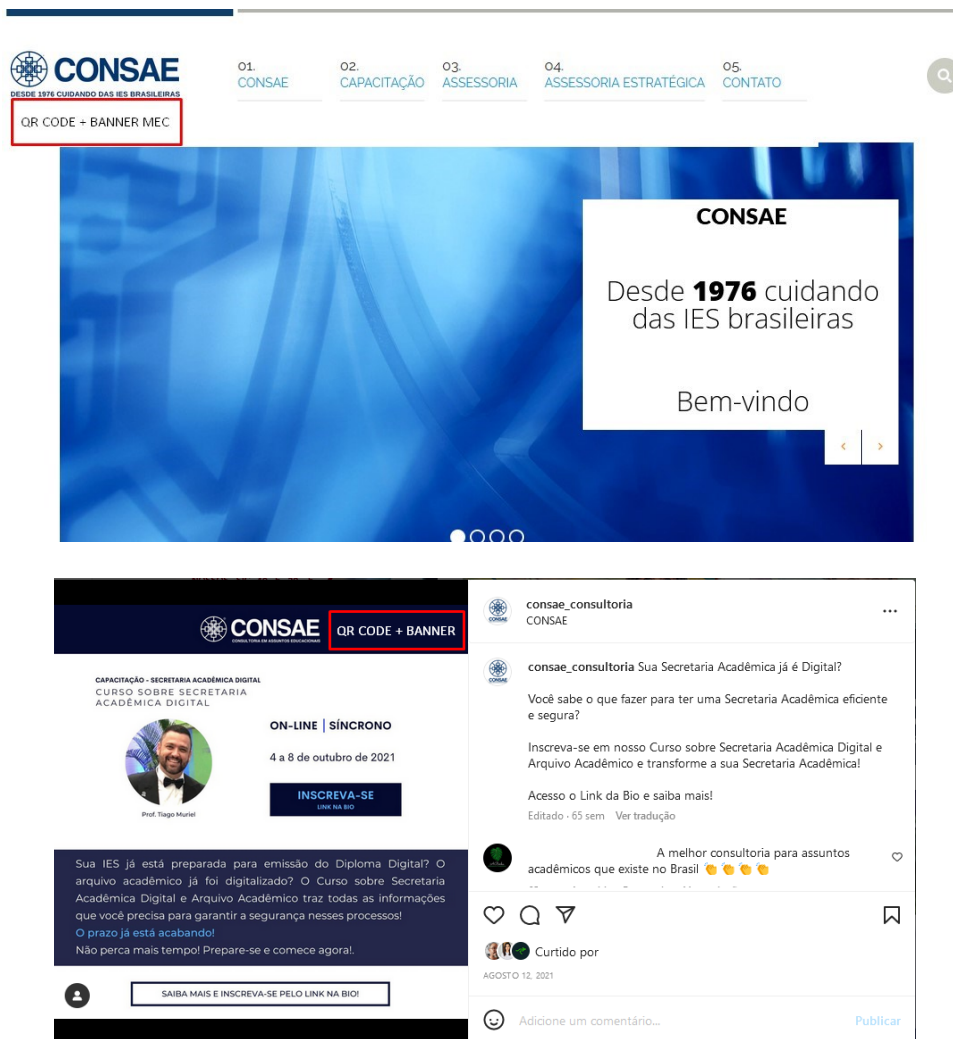 CONSAE
DESDE 1976 CUIDANDO DAS IES BRASILEIRAS
01.
CONSAE
02.
CAPACITAÇÃO
03.
ASSESSORIA
04.
ASSESSORIA ESTRATÉGICA
05.
CONTATO
QR CODE + BANNER MEC
CONSAE
Desde 1976 cuidando
das IES brasileiras
Bem-vindo
CONSAE
CONSULTORIA EM ASSUNTOS EDUCACIONAIS
QR CODE + BANNER
CAPACITAÇÃO - SECRETARIA ACADÊMICA DIGITAL
CURSO SOBRE SECRETARIA
ACADÊMICA DIGITAL
ON-LINE | SÍNCRONO
4 a 8 de outubro de 2021
INSCREVA-SE
LINK NA BIO
Prof. Tiago Muriel
Sua IES já está preparada para emissão do Diploma Digital? O
arquivo acadêmico já foi digitalizado? O Curso sobre Secretaria
Acadêmica Digital e Arquivo Acadêmico traz todas as informações
que você precisa para garantir a segurança nesses processos!
O prazo já está acabando!
Não perca mais tempo! Prepare-se e comece agora!.
SAIBA MAIS E INSCREVA-SE PELO LINK NA BIO!
CONSAE
consae_consultoria
CONSAE
CONSAE
consae_consultoria Sua Secretaria Acadêmica já é Digital?
Você sabe o que fazer para ter uma Secretaria Acadêmica eficiente
e segura?
Inscreva-se em nosso Curso sobre Secretaria Acadêmica Digital e
Arquivo Acadêmico e transforme a sua Secretaria Acadêmica!
Acesso o Link da Bio e saiba mais!
Editado · 65 sem Ver tradução
A melhor consultoria para assuntos
acadêmicos que existe no Brasil 👏👏👏👏
Curtido por
AGOSTO 12, 2021
Adicione um comentário...
Publicar